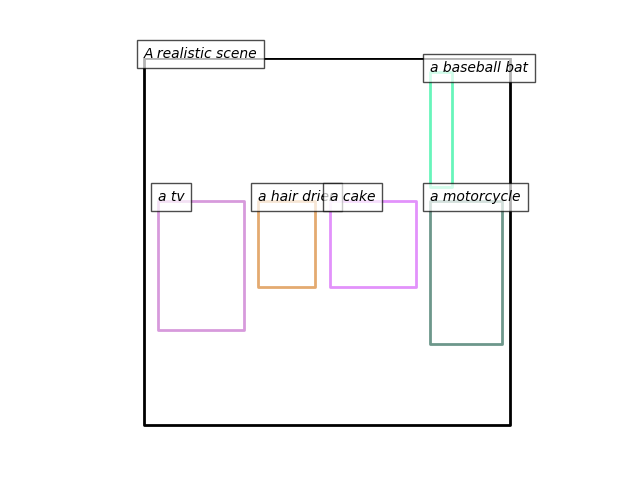 A realistic scene
a baseball bat
a tv
a hair drie
a cake
a motorcycle